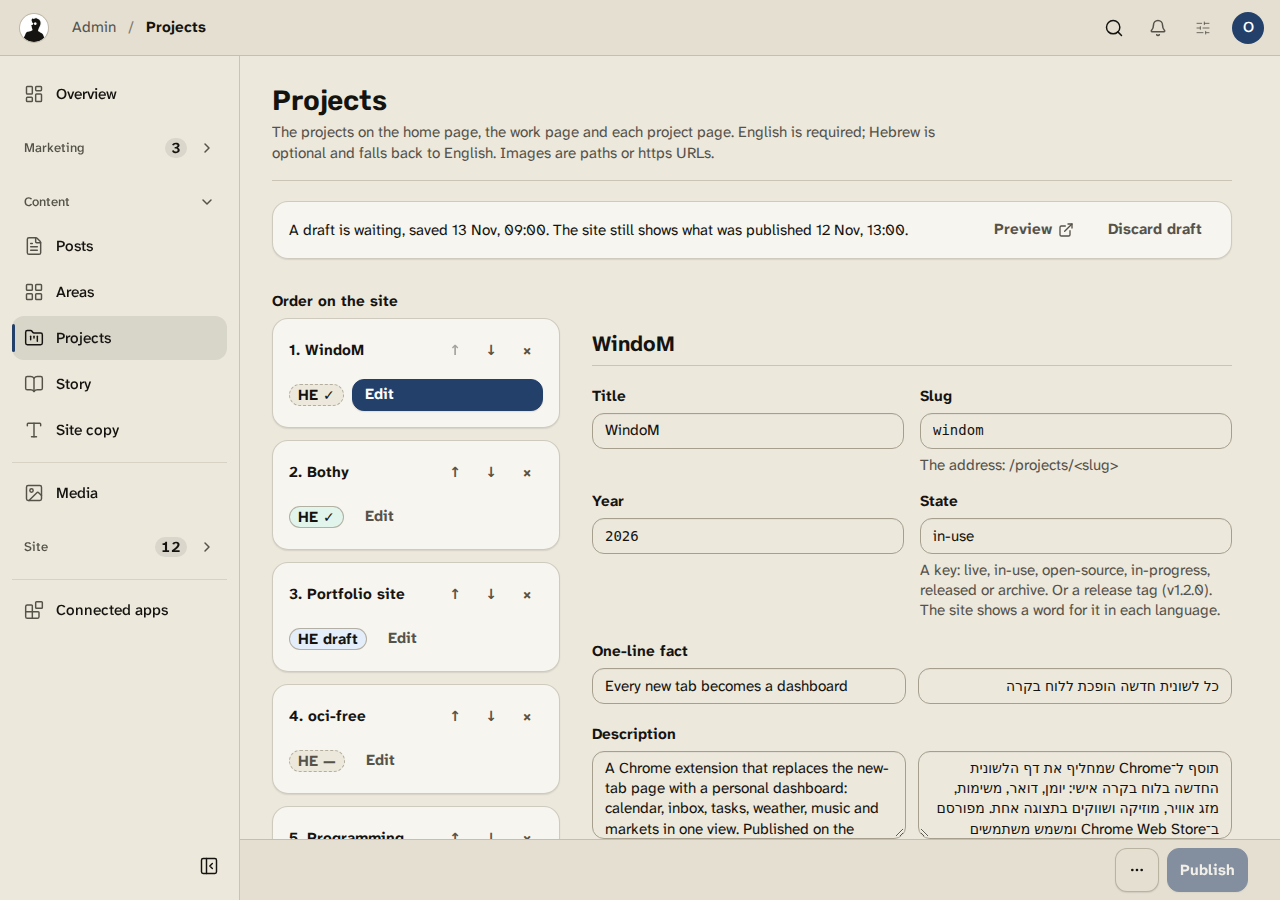 Admin / Projects
O
Overview
Marketing 3
Content
Posts
Areas
Projects
Story
Site copy
Media
Site 12
Connected apps
Projects
The projects on the home page, the work page and each project page. English is required; Hebrew is
optional and falls back to English. Images are paths or https URLs.
A draft is waiting, saved 13 Nov, 09:00. The site still shows what was published 12 Nov, 13:00.
Preview
Discard draft
Order on the site
1. WindoM ↑ ↓ ×
HE ✓ Edit
2. Bothy ↑ ↓ ×
HE ✓ Edit
3. Portfolio site ↑ ↓ ×
HE draft Edit
4. oci-free ↑ ↓ ×
HE — Edit
5. Programming ↑ ↓ ×
WindoM
Title
WindoM
Slug
windom
The address: /projects/<slug>
Year
2026
State
in-use
A key: live, in-use, open-source, in-progress,
released or archive. Or a release tag (v1.2.0).
The site shows a word for it in each language.
One-line fact
Every new tab becomes a dashboard
כל לשונית חדשה הופכת ללוח בקרה
Description
A Chrome extension that replaces the new-
tab page with a personal dashboard:
calendar, inbox, tasks, weather, music and
markets in one view. Published on the
תוסף ל־Chrome שמחליף את דף הלשונית
החדשה בלוח בקרה אישי: יומן, דואר, משימות,
מזג אוויר, מוזיקה ושווקים בתצוגה אחת. מפורסם
ב־Chrome Web Store ומשמש משתמשים
...
Publish